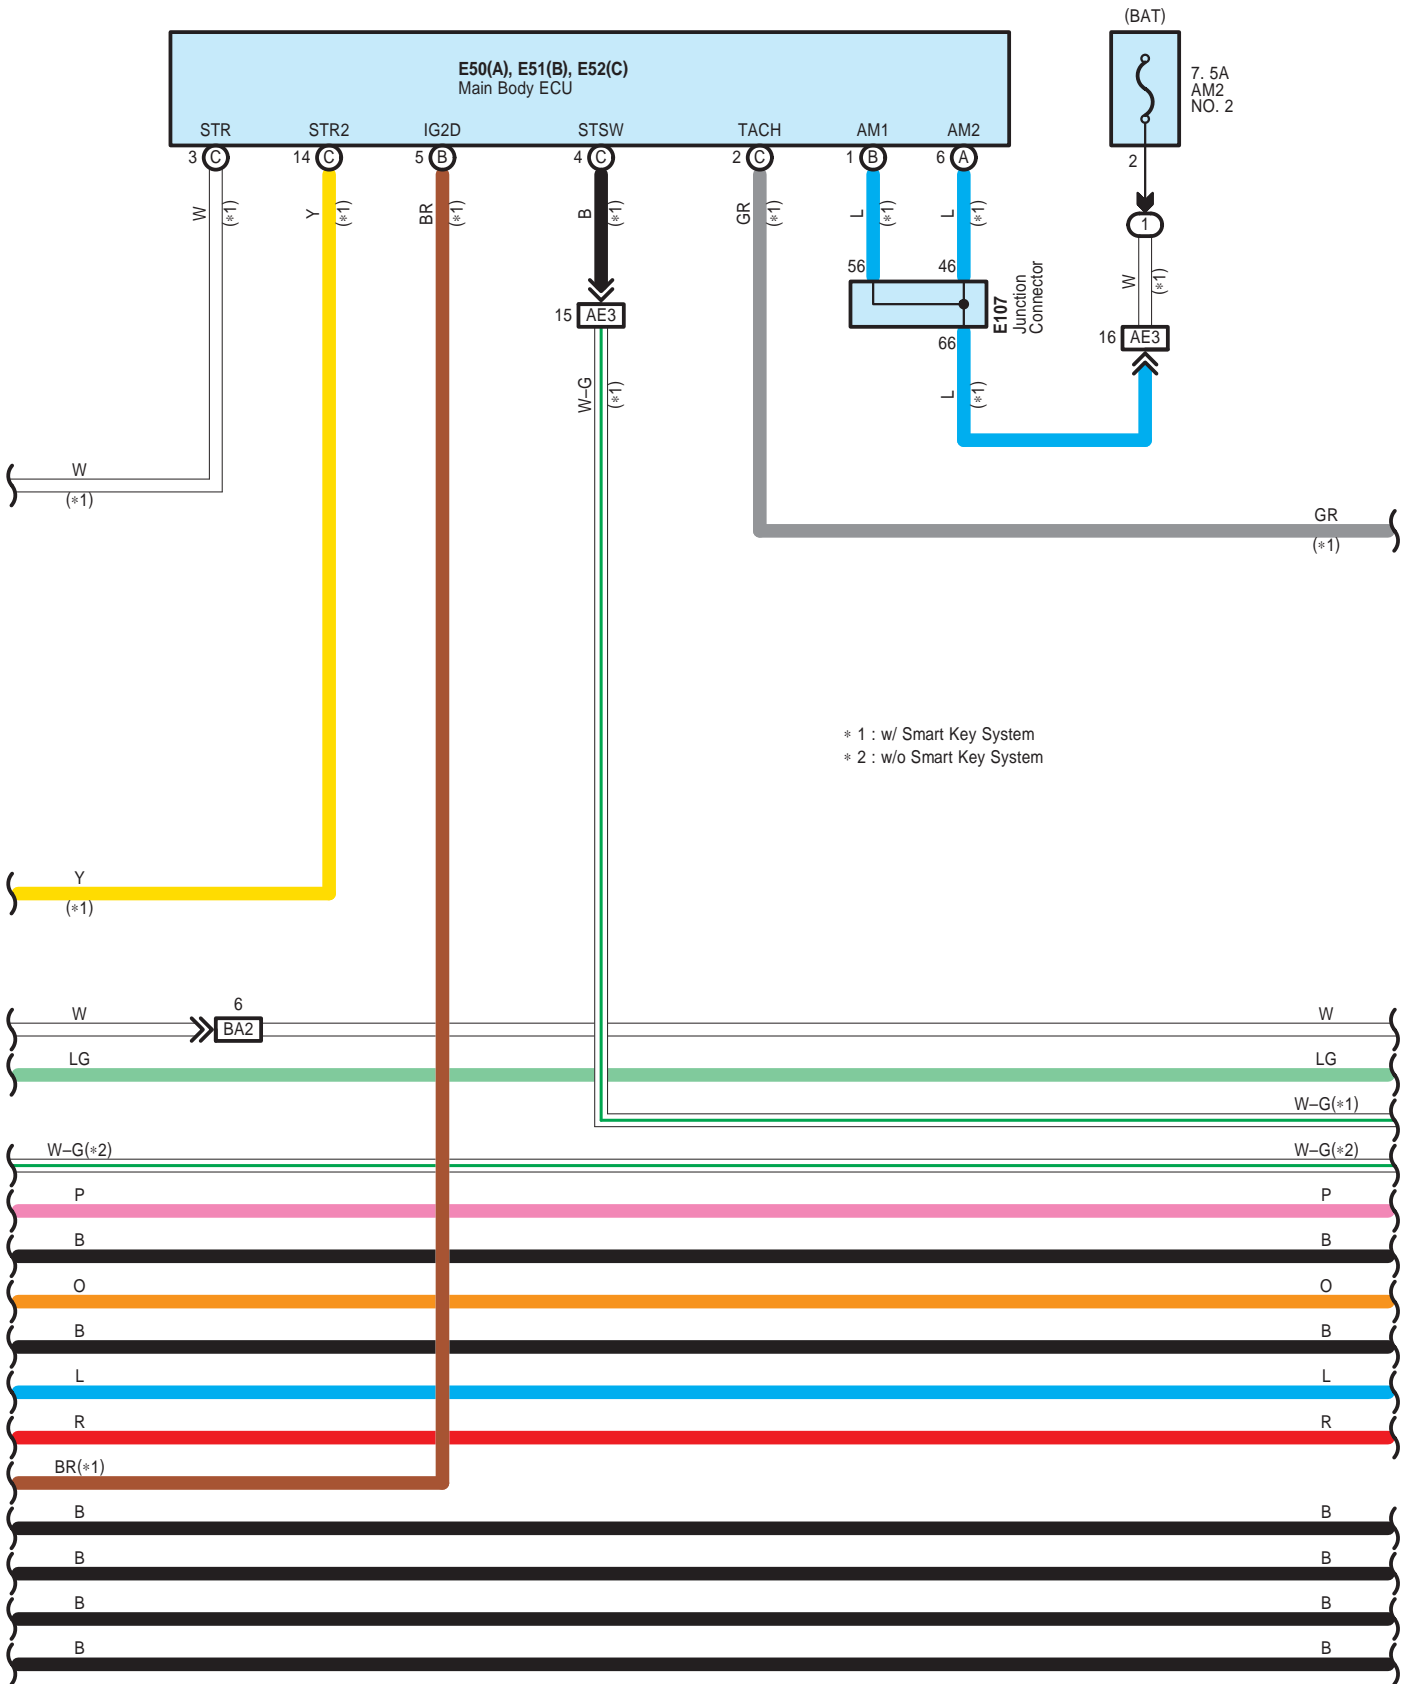 (BAT)
E50(A), E51(B), E52(C)
Main Body ECU
7. 5A
AM2
NO. 2
STR STR2 IG2D STSW TACH AM1 AM2
3 C 14 C 5 B 4 C 2 C 1 B 6 A 2
1
W (*1) Y (*1) BR (*1) B (*1) GR (*1) L (*1) L (*1)
W (*1)
56 46
E107
Junction
Connector
15 AE3
66
16 AE3
W–G (*1)
L (*1)
W
(*1)
GR
(*1)
* 1 : w/ Smart Key System
* 2 : w/o Smart Key System
Y
(*1)
6
W BA2 W
LG LG
W–G(*1)
W–G(*2) W–G(*2)
P P
B B
O O
B B
L L
R R
BR(*1)
B B
B B
B B
B B